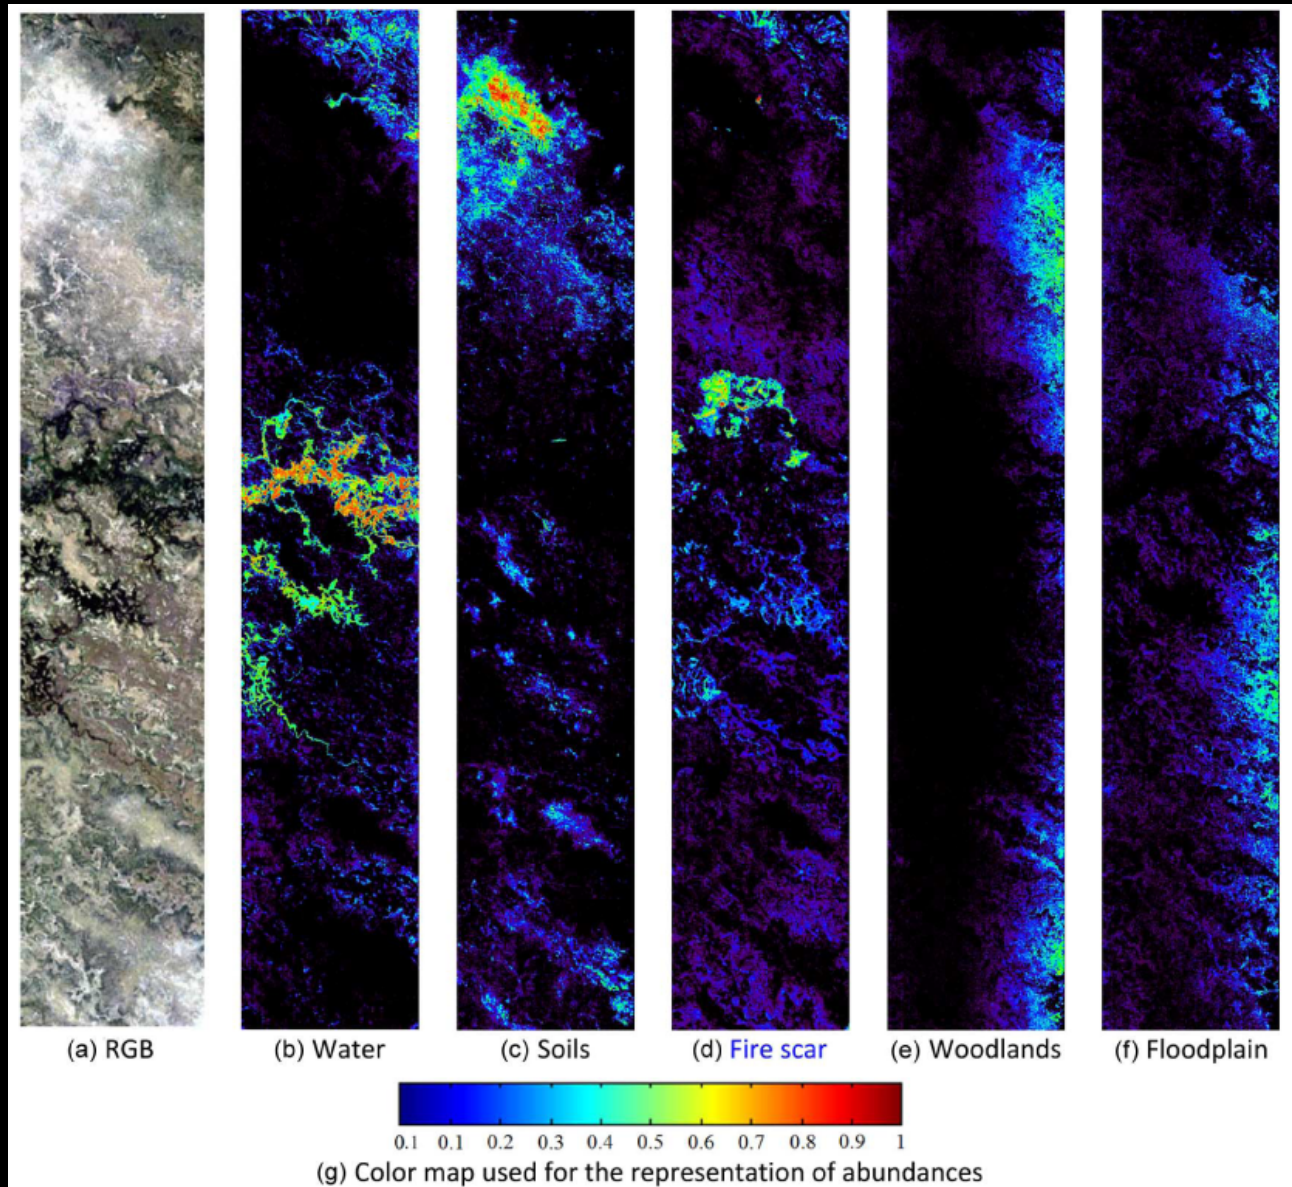 (a) RGB (b) Water (c) Soils (d) Fire scar (e) Woodlands (f) Floodplain
0.1 0.1 0.2 0.3 0.4 0.5 0.6 0.7 0.8 0.9 1
(g) Color map used for the representation of abundances